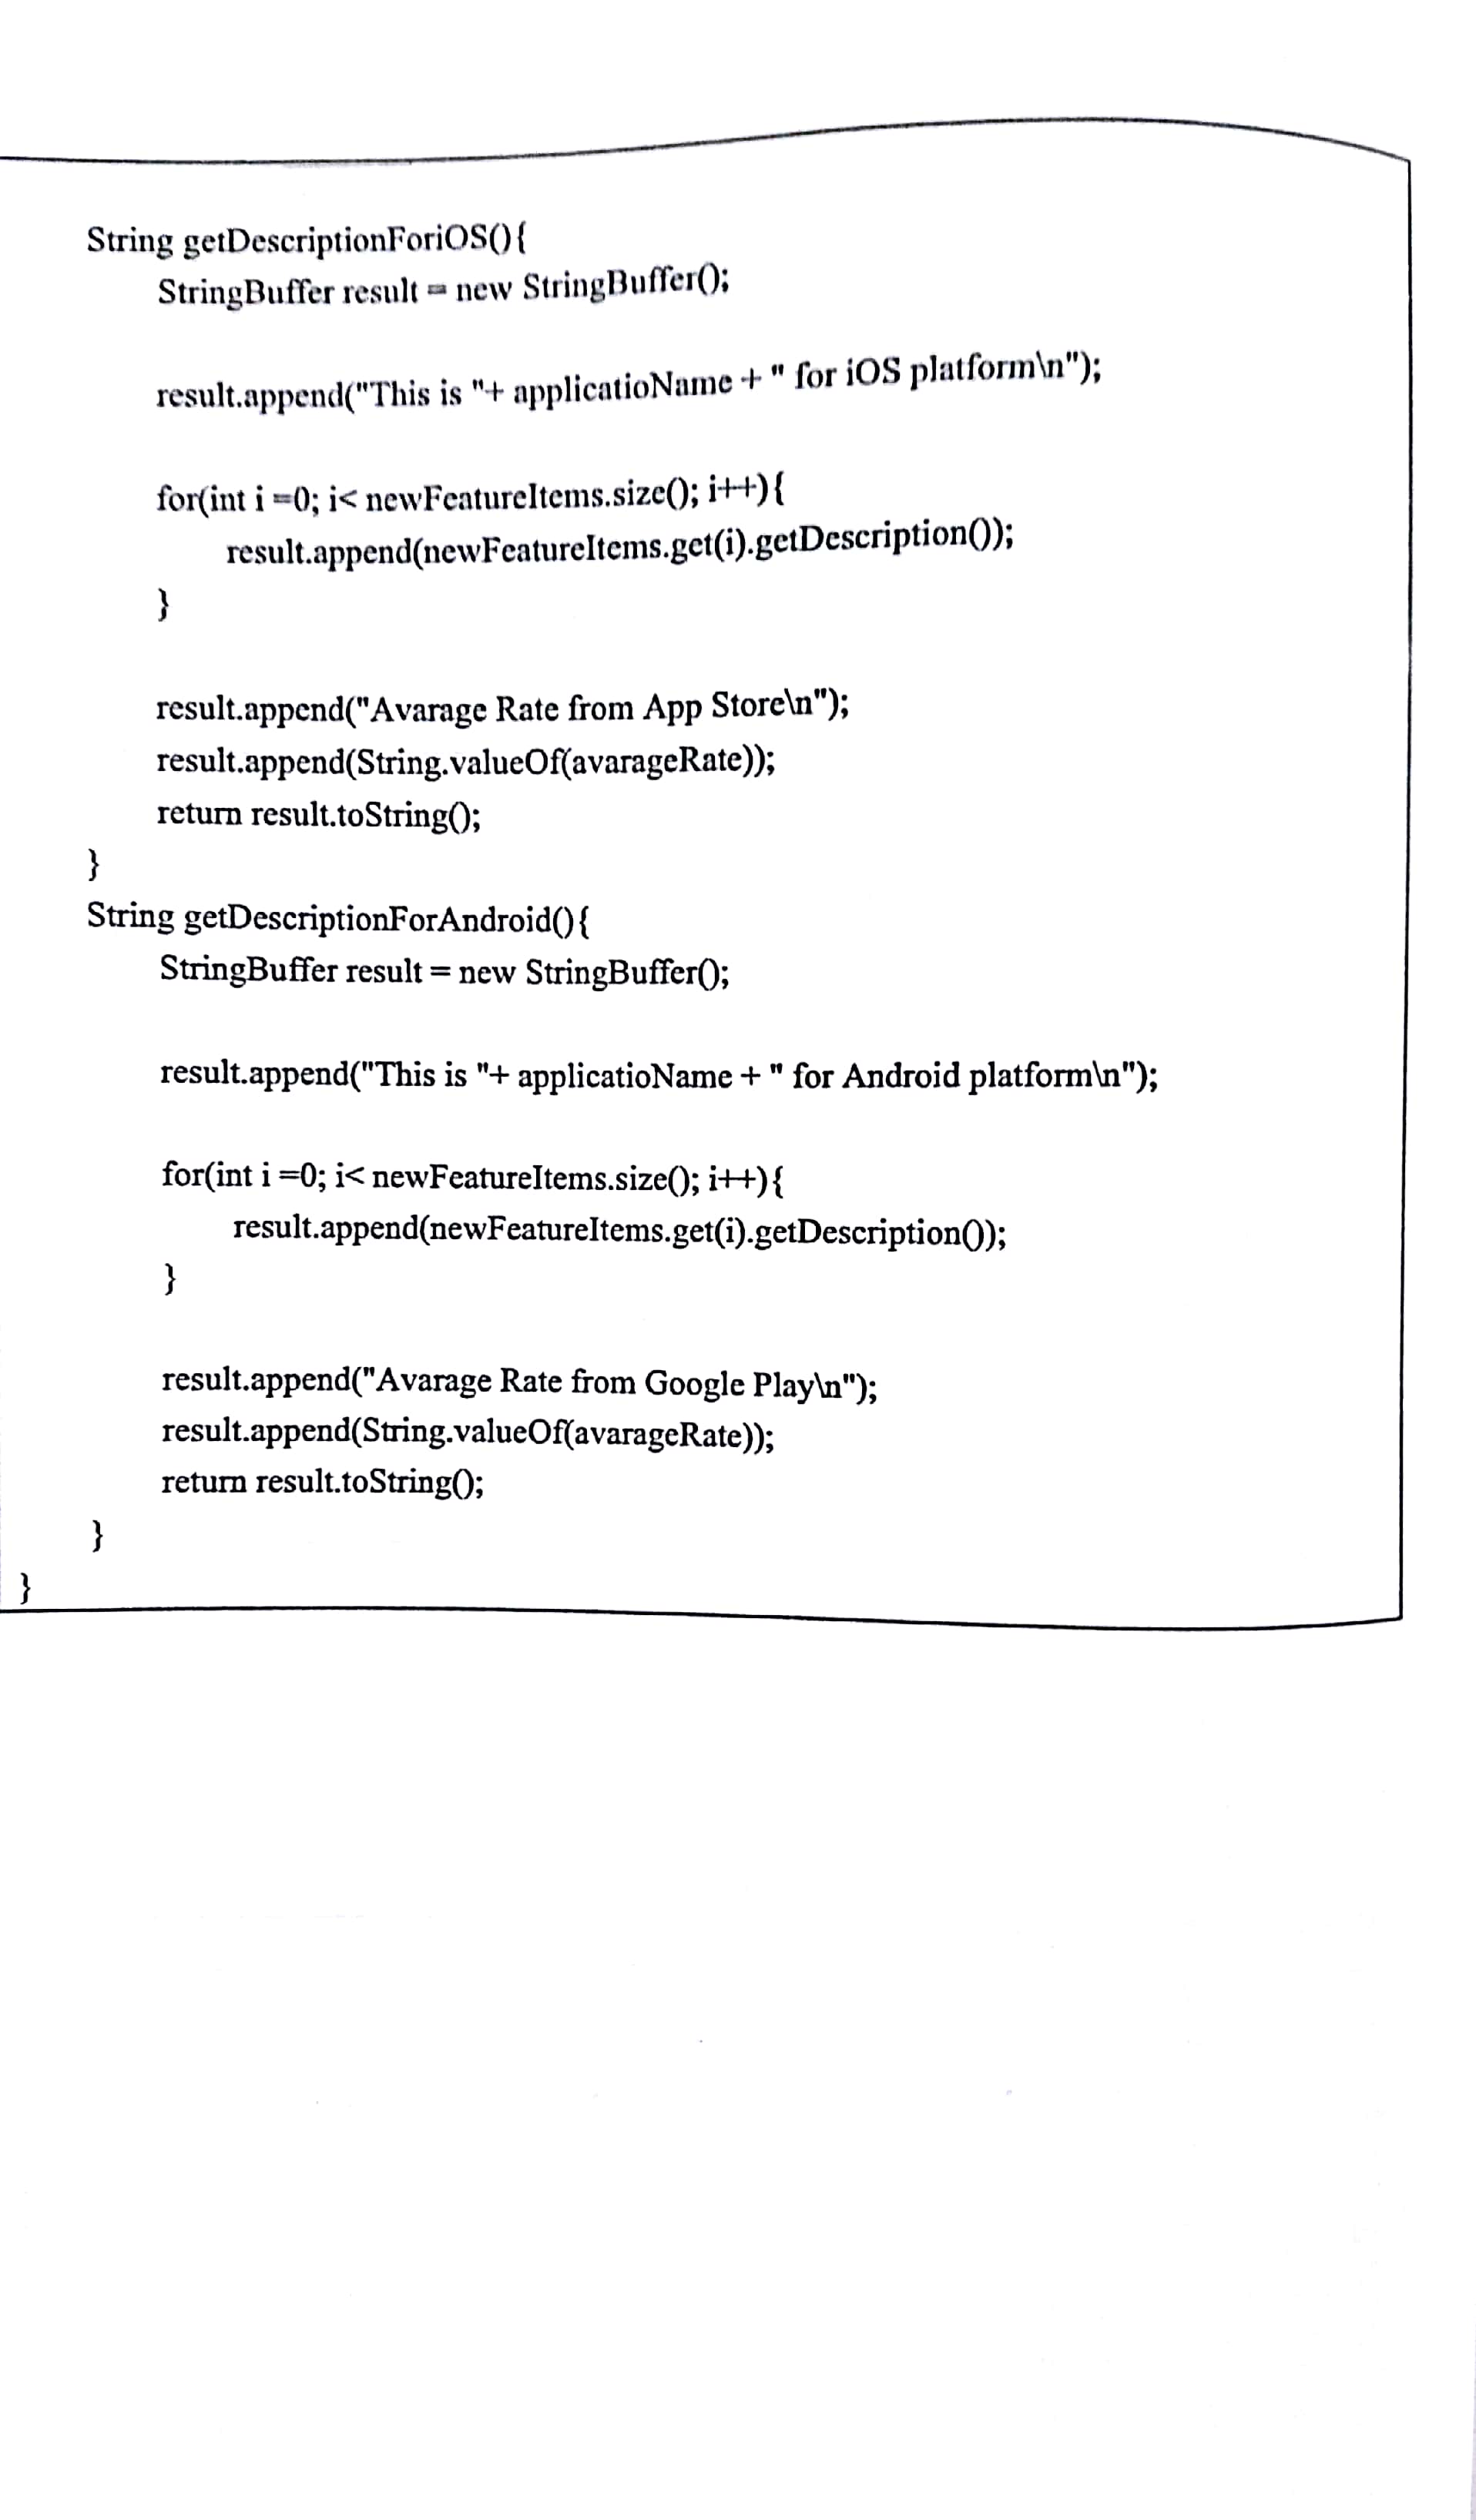 String getDescriptionForiOS(){
StringBuffer result = new StringBuffer();
result.append("This is "+ applicatioName + " for iOS platform\n");
for(int i =0; i< newFeatureItems.size(); i++){
result.append(newFeatureItems.get(i).getDescription());
}
result.append("Avarage Rate from App Store\n");
result.append(String.valueOf(avarageRate));
return result.toString();
}
String getDescriptionForAndroid(){
StringBuffer result = new StringBuffer();
result.append("This is "+ applicatioName + " for Android platform\n");
for(int i =0; i< newFeatureItems.size(); i++){
result.append(newFeatureItems.get(i).getDescription());
}
result.append("Avarage Rate from Google Play\n");
result.append(String.valueOf(avarageRate));
return result.toString();
}
}